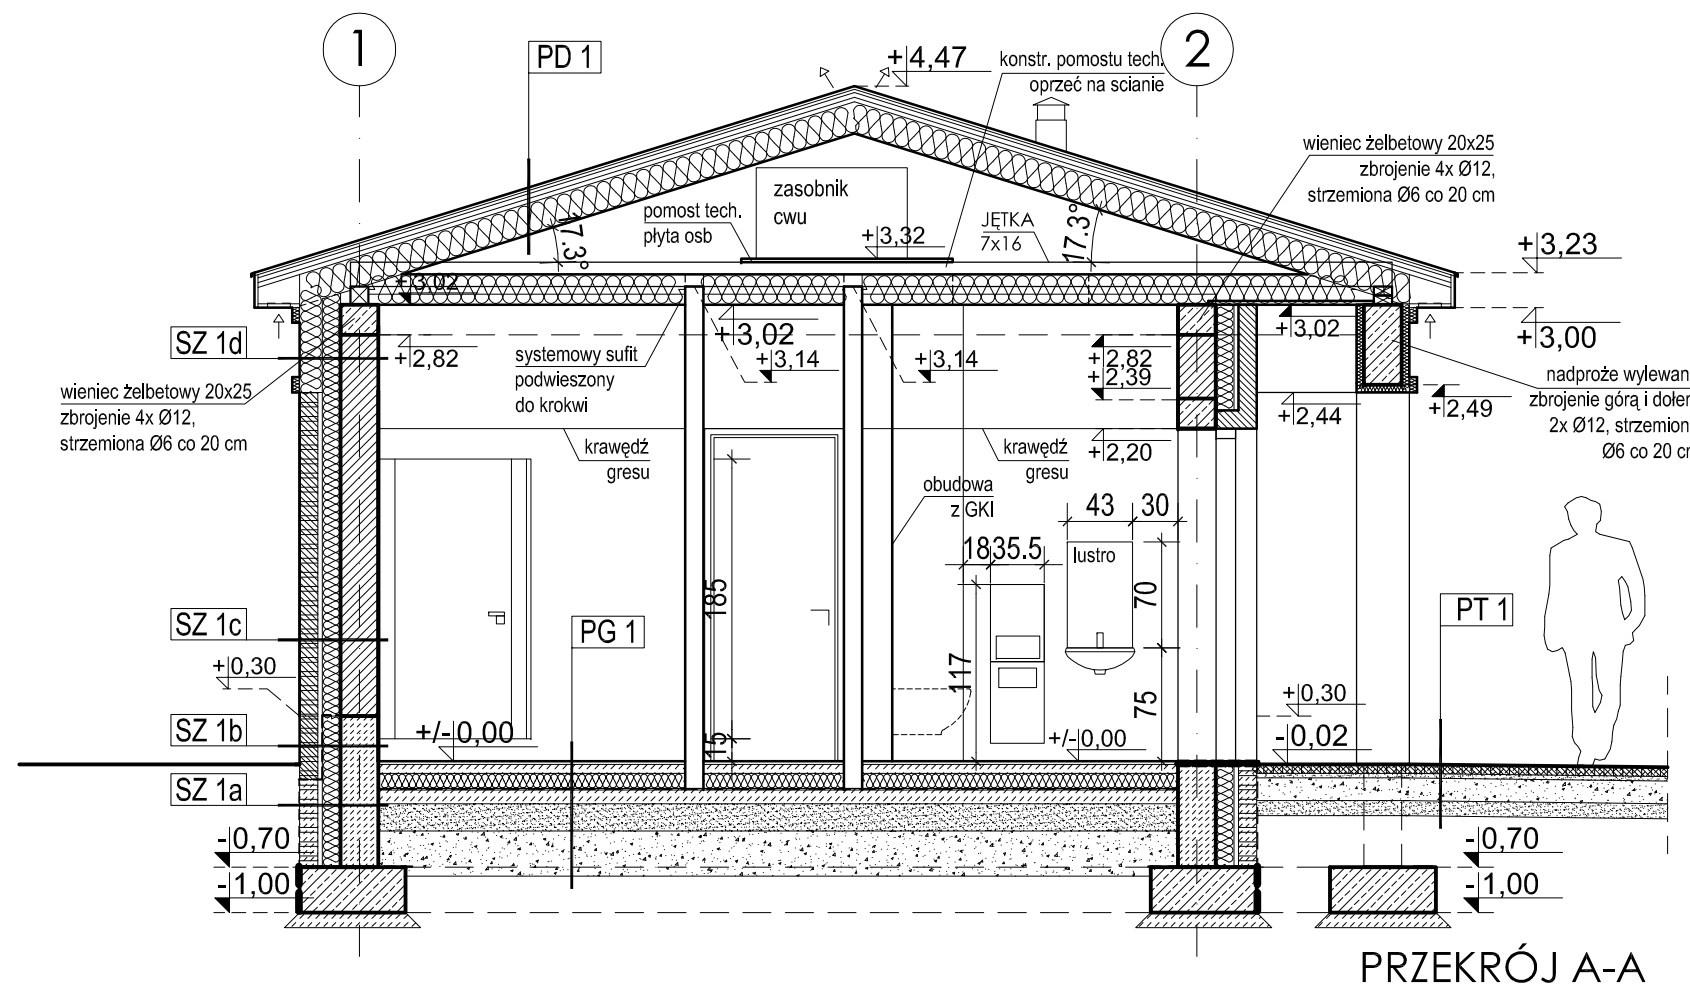 1
2
PD 1
+4,47
konstr. pomostu tech.
oprzeć na scianie
wieniec żelbetowy 20x25
zbrojenie 4x Ø12,
strzemiona Ø6 co 20 cm
zasobnik
cwu
pomost tech.
płyta osb
+3,32
JĘTKA
7x16
17.3°
17.3°
+3,23
+3,02
+3,02
+3,02
+3,00
SZ 1d
+2,82
systemowy sufit
podwieszony
do krokwi
+3,14
+3,14
+2,82
+2,39
wieniec żelbetowy 20x25
zbrojenie 4x Ø12,
strzemiona Ø6 co 20 cm
nadproże wylewan
zbrojenie górą i dołem
2x Ø12, strzemion
Ø6 co 20 cm
+2,44
+2,49
krawędź
gresu
krawędź
gresu
+2,20
obudowa
z GKI
43
30
18
35.5
lustro
185
70
SZ 1c
PG 1
PT 1
+0,30
117
75
+0,30
SZ 1b
+/-0,00
15
+/-0,00
-0,02
SZ 1a
-0,70
-0,70
-1,00
-1,00
PRZEKRÓJ A-A